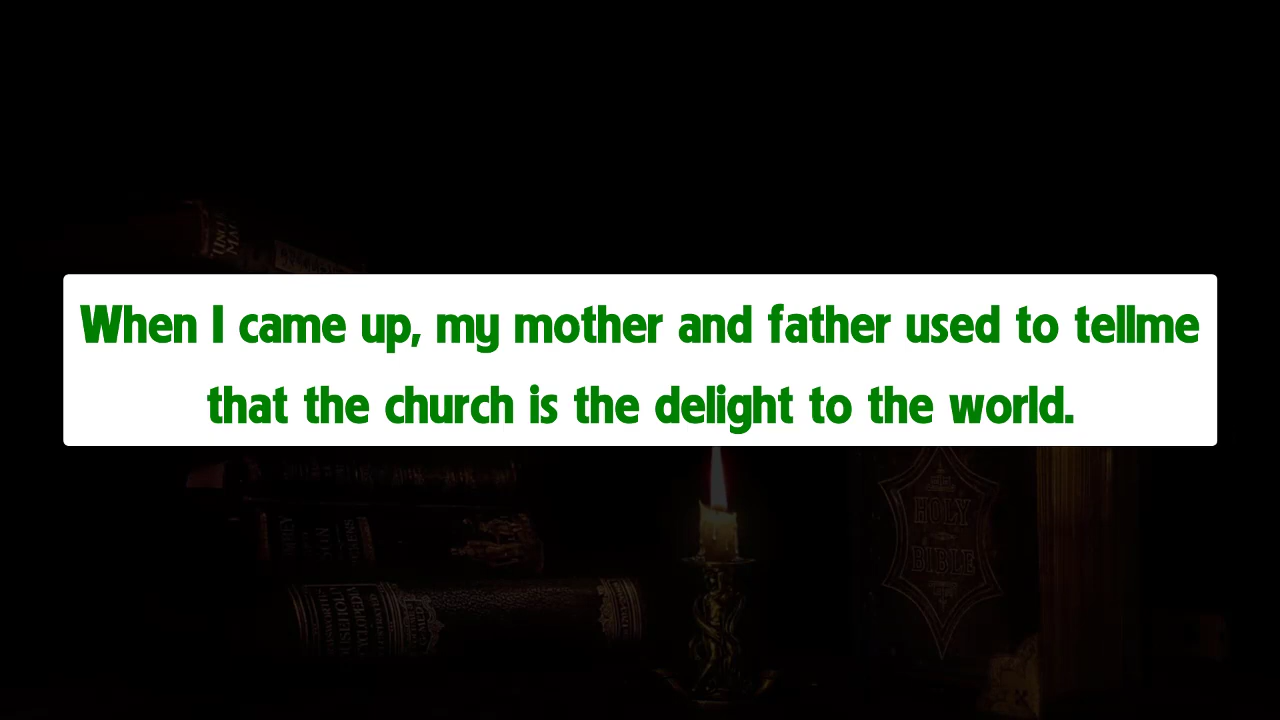 When I came up, my mother and father used to tellme
that the church is the delight to the world.
HOLY
BIBLE